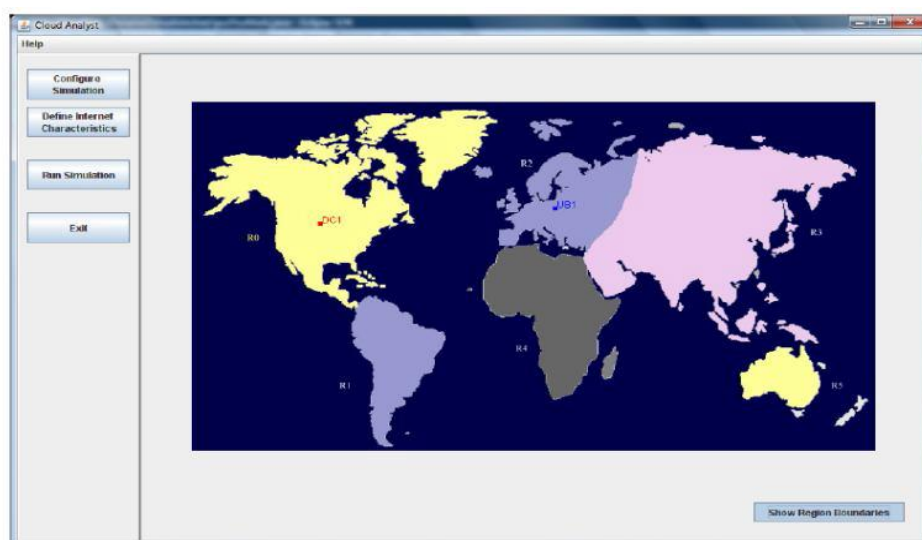 Cloud Analyst
Help
Configure
Simulation
Define Internet
Characteristics
Run Simulation
Exit
R2
DC1
UB1
R0
R3
R4
R1
R5
Show Region Boundaries